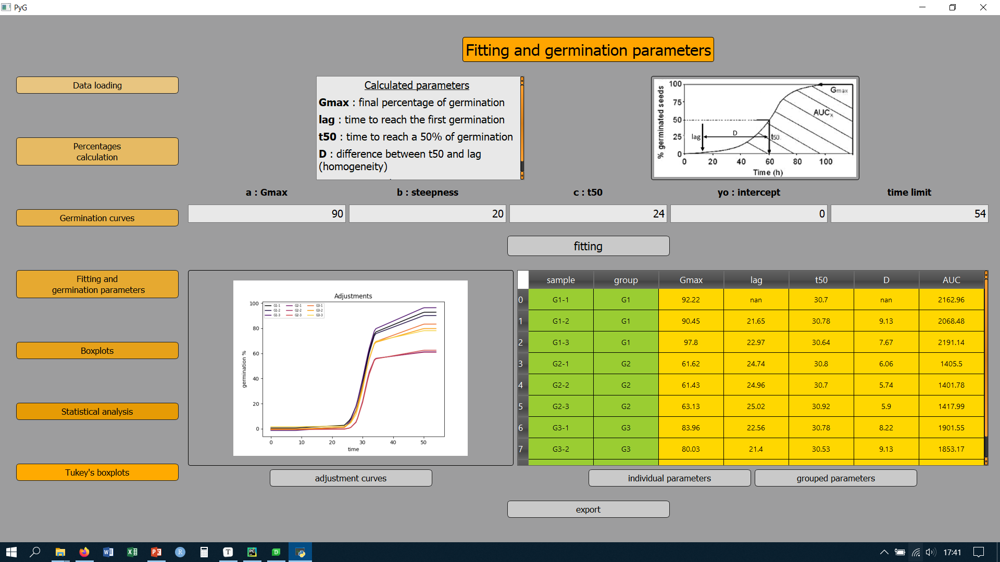 PyG
Fitting and germination parameters
Data loading
Percentages
calculation
Germination curves
Fitting and
germination parameters
Boxplots
Statistical analysis
Tukey's boxplots
Calculated parameters
Gmax : final percentage of germination
lag : time to reach the first germination
t50 : time to reach a 50% of germination
D : difference between t50 and lag
(homogeneity)
% germinated seeds
100
75
50
25
0
Gmax
AUCx
lag
D
t50
0 20 40 60 80 100
Time (h)
a : Gmax b : steepness c : t50 yo : intercept time limit
90 20 24 0 54
fitting
Adjustments
G1-1 G2-1 G3-1
G1-2 G2-2 G3-2
G1-3 G2-3 G3-3
germination %
100
80
60
40
20
0
0 10 20 30 40 50
time
sample group Gmax lag t50 D AUC
0 G1-1 G1 92.22 nan 30.7 nan 2162.96
1 G1-2 G1 90.45 21.65 30.78 9.13 2068.48
2 G1-3 G1 97.8 22.97 30.64 7.67 2191.14
3 G2-1 G2 61.62 24.74 30.8 6.06 1405.5
4 G2-2 G2 61.43 24.96 30.7 5.74 1401.78
5 G2-3 G2 63.13 25.02 30.92 5.9 1417.99
6 G3-1 G3 83.96 22.56 30.78 8.22 1901.55
7 G3-2 G3 80.03 21.4 30.53 9.13 1853.17
adjustment curves
individual parameters
grouped parameters
export
17:41